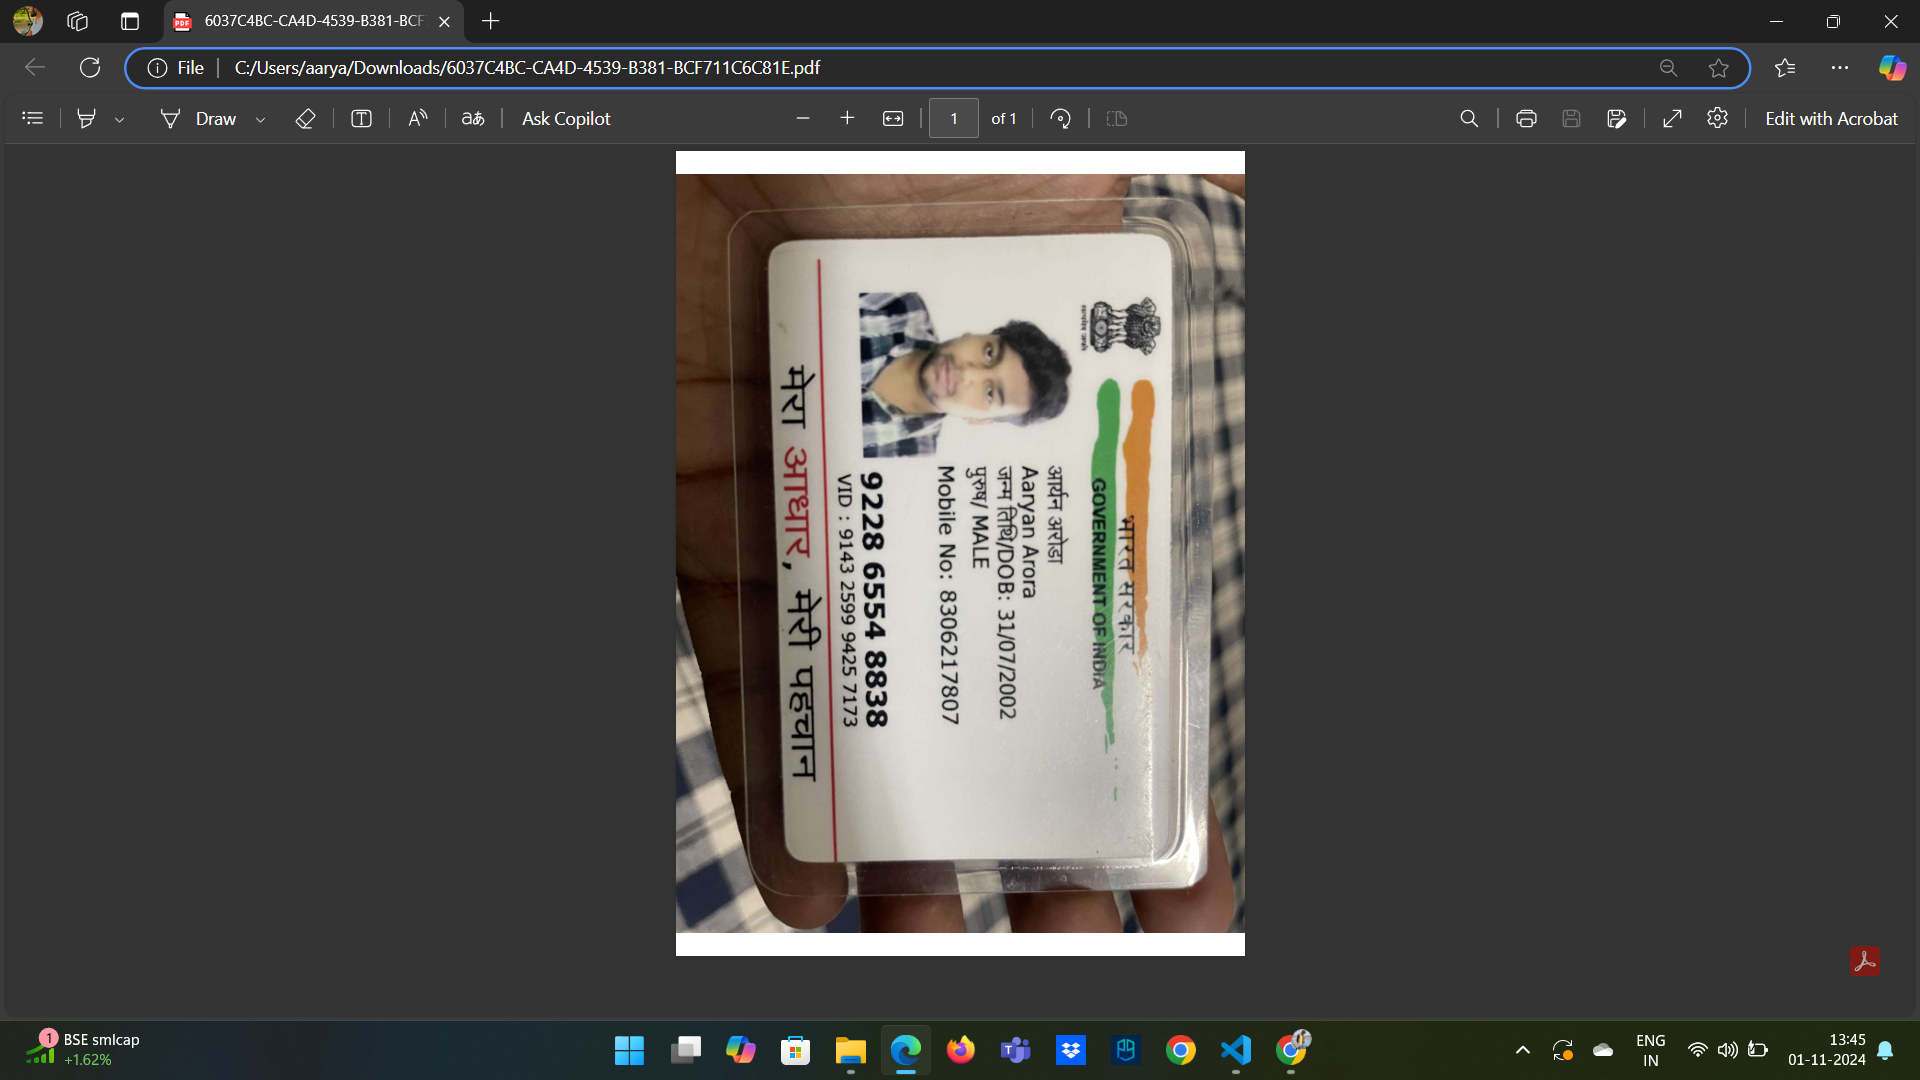 6037C4BC-CA4D-4539-B381-BCF
File
C:/Users/aarya/Downloads/6037C4BC-CA4D-4539-B381-BCF711C6C81E.pdf
Draw
aあ
Ask Copilot
1 of 1
Edit with Acrobat
भारत सरकार
GOVERNMENT OF INDIA
आर्यन अरोडा
Aaryan Arora
जन्म तिथि/DOB: 31/07/2002
पुरुष/ MALE
Mobile No: 8306217807
9228 6554 8838
VID : 9143 2599 9425 7173
मेरा आधार, मेरी पहचान
1
BSE smlcap
+1.62%
ENG
IN
13:45
01-11-2024